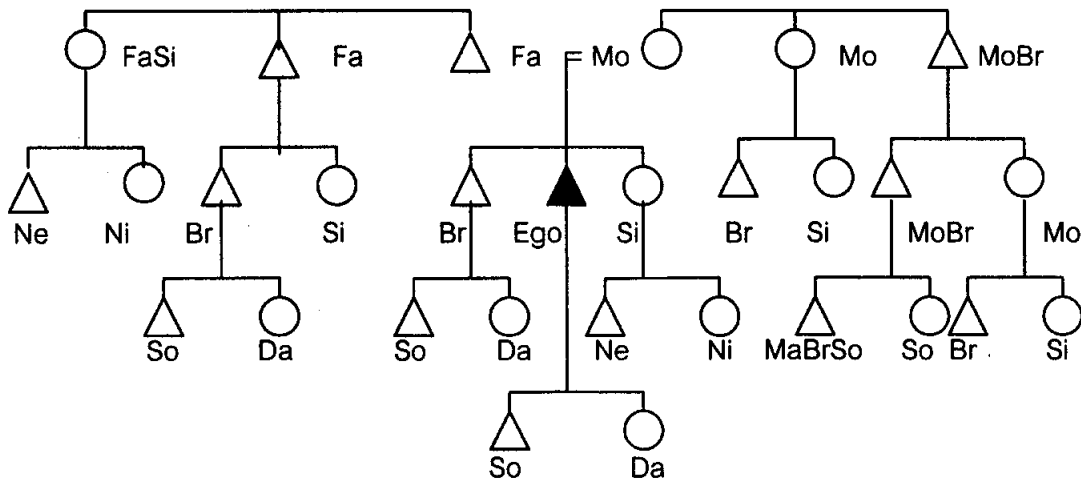 FaSi Fa Fa = Mo Mo MoBr
Ne Ni Br Si Br Ego Si Br Si MoBr Mo
So Da So Da Ne Ni MaBrSo So Br Si
So Da